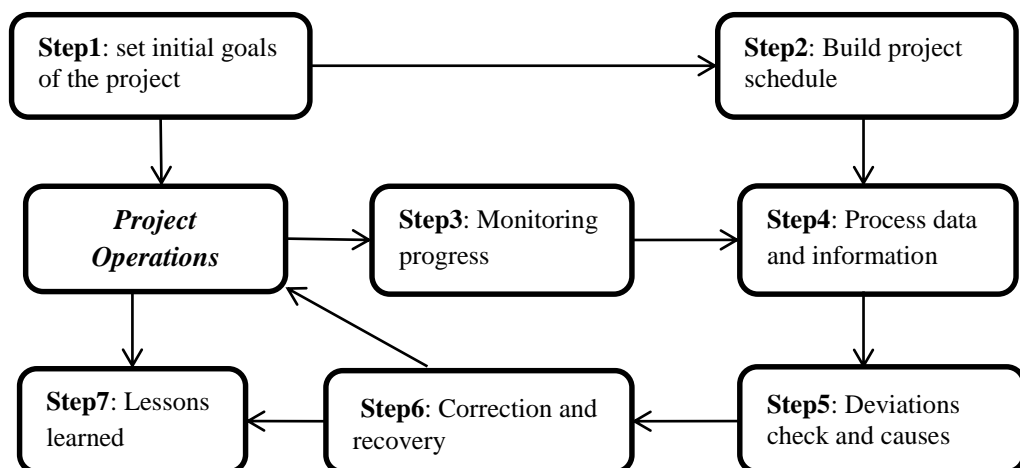 Step1: set initial goals
of the project
Step2: Build project
schedule
Project
Operations
Step3: Monitoring
progress
Step4: Process data
and information
Step7: Lessons
learned
Step6: Correction and
recovery
Step5: Deviations
check and causes